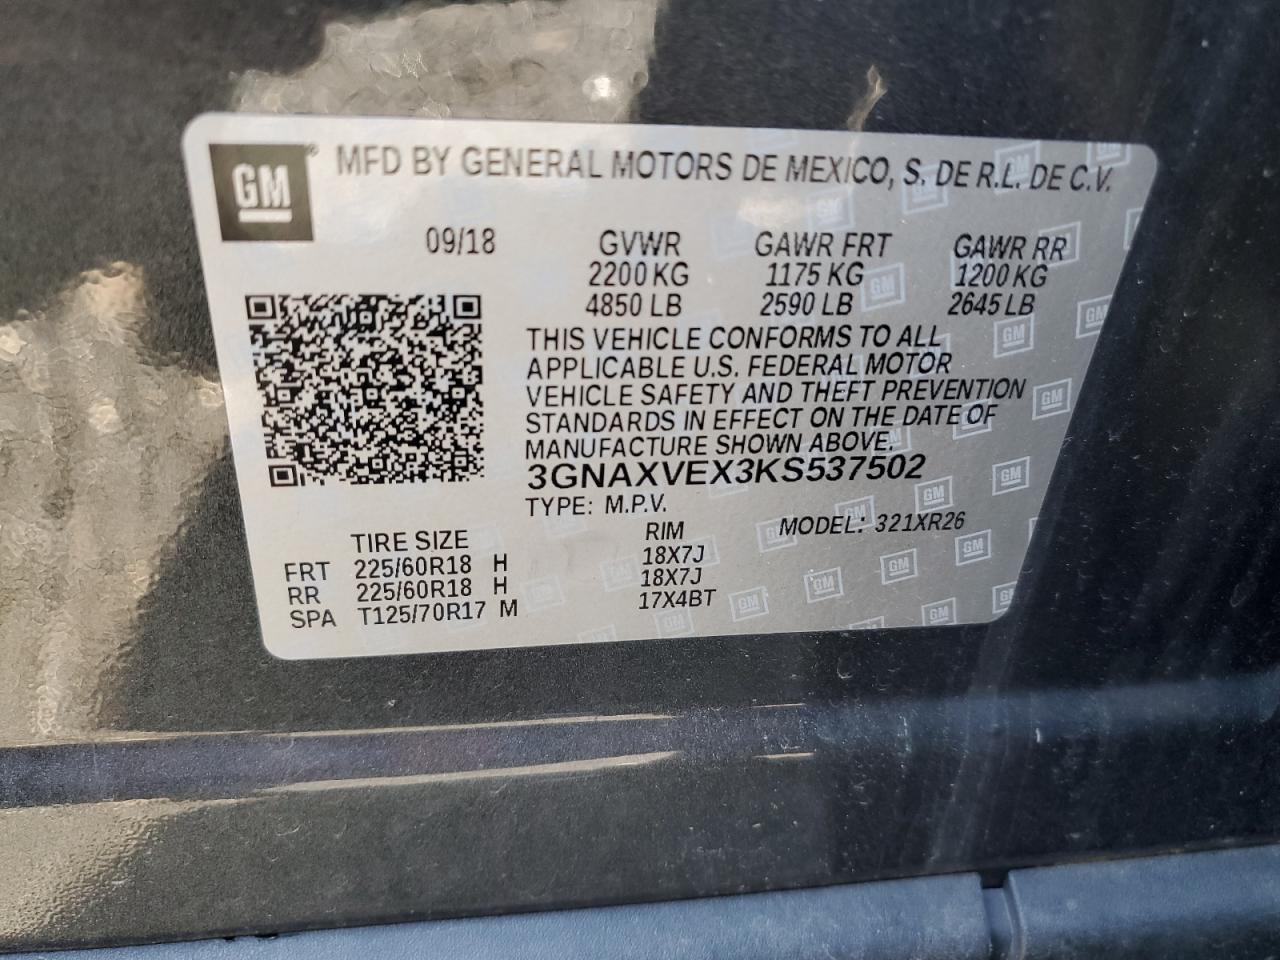 GM
MFD BY GENERAL MOTORS DE MEXICO, S. DE R.L. DE C.V.
09/18 GVWR GAWR FRT GAWR RR
2200 KG 1175 KG 1200 KG
4850 LB 2590 LB 2645 LB
THIS VEHICLE CONFORMS TO ALL
APPLICABLE U.S. FEDERAL MOTOR
VEHICLE SAFETY AND THEFT PREVENTION
STANDARDS IN EFFECT ON THE DATE OF
MANUFACTURE SHOWN ABOVE.
3GNAXVEX3KS537502
TYPE: M.P.V.
MODEL: 321XR26
TIRE SIZE RIM
FRT 225/60R18 H 18X7J
RR 225/60R18 H 18X7J
SPA T125/70R17 M 17X4BT